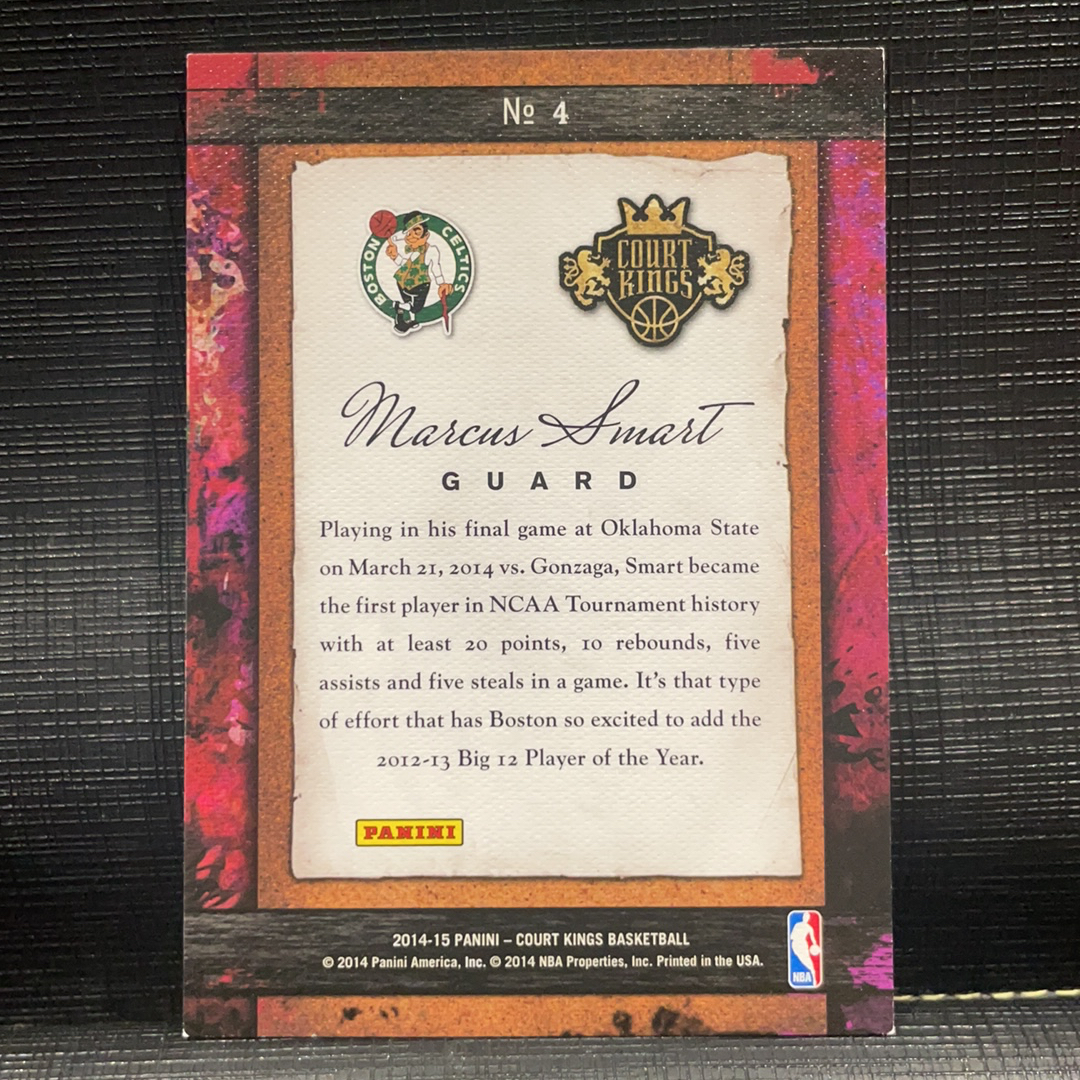 Nº 4
BOSTON CELTICS
COURT
KINGS
Marcus Smart
GUARD
Playing in his final game at Oklahoma State
on March 21, 2014 vs. Gonzaga, Smart became
the first player in NCAA Tournament history
with at least 20 points, 10 rebounds, five
assists and five steals in a game. It's that type
of effort that has Boston so excited to add the
2012-13 Big 12 Player of the Year.
PANINI
2014-15 PANINI – COURT KINGS BASKETBALL
© 2014 Panini America, Inc. © 2014 NBA Properties, Inc. Printed in the USA.
NBA